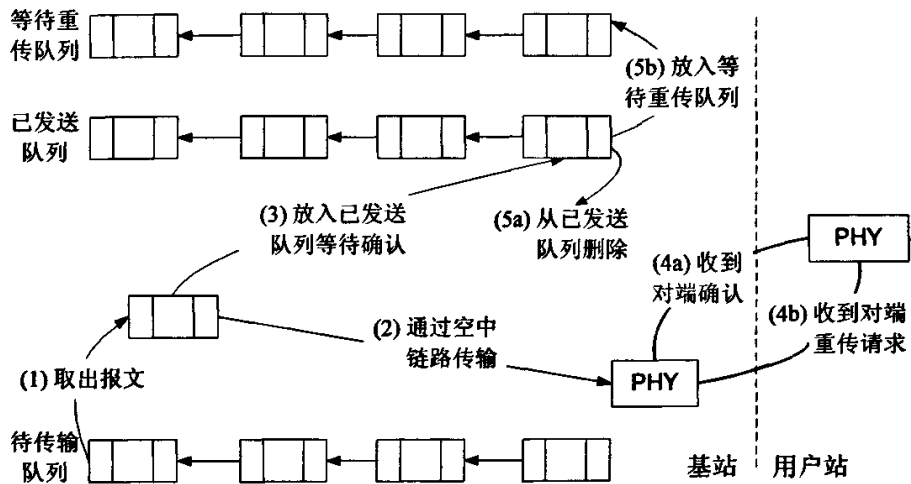 等待重
传队列
(5b) 放入等
待重传队列
已发送
队列
(3) 放入已发送
队列等待确认
(5a) 从已发送
队列删除
PHY
(4a) 收到
对端确认
(2) 通过空中
链路传输
(4b) 收到对端
重传请求
(1) 取出报文
PHY
待传输
队列
基站
用户站